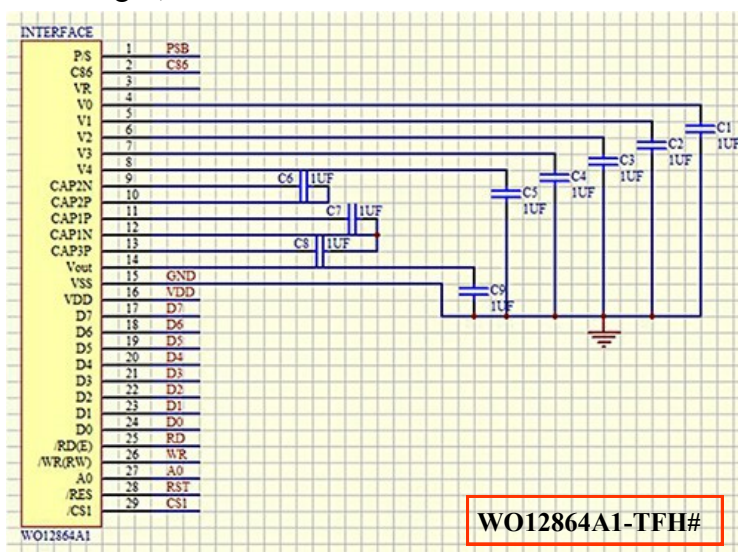 INTERFACE
P/S 1 PSB
C86 2 C86
VR 3
V0 4
V1 5
V2 6
V3 7
V4 8
CAP2N 9
CAP2P 10
CAP1P 11
CAP1N 12
CAP3P 13
Vout 14
VSS 15 GND
VDD 16 VDD
D7 17 D7
D6 18 D6
D5 19 D5
D4 20 D4
D3 21 D3
D2 22 D2
D1 23 D1
D0 24 D0
/RD(E) 25 RD
/WR(RW) 26 WR
A0 27 A0
/RES 28 RST
/CS1 29 CS1
WO12864A1
C1
1UF
C2
1UF
C3
1UF
C4
1UF
C5
1UF
C6 1UF
C7 1UF
C8 1UF
C9
1UF
WO12864A1-TFH#